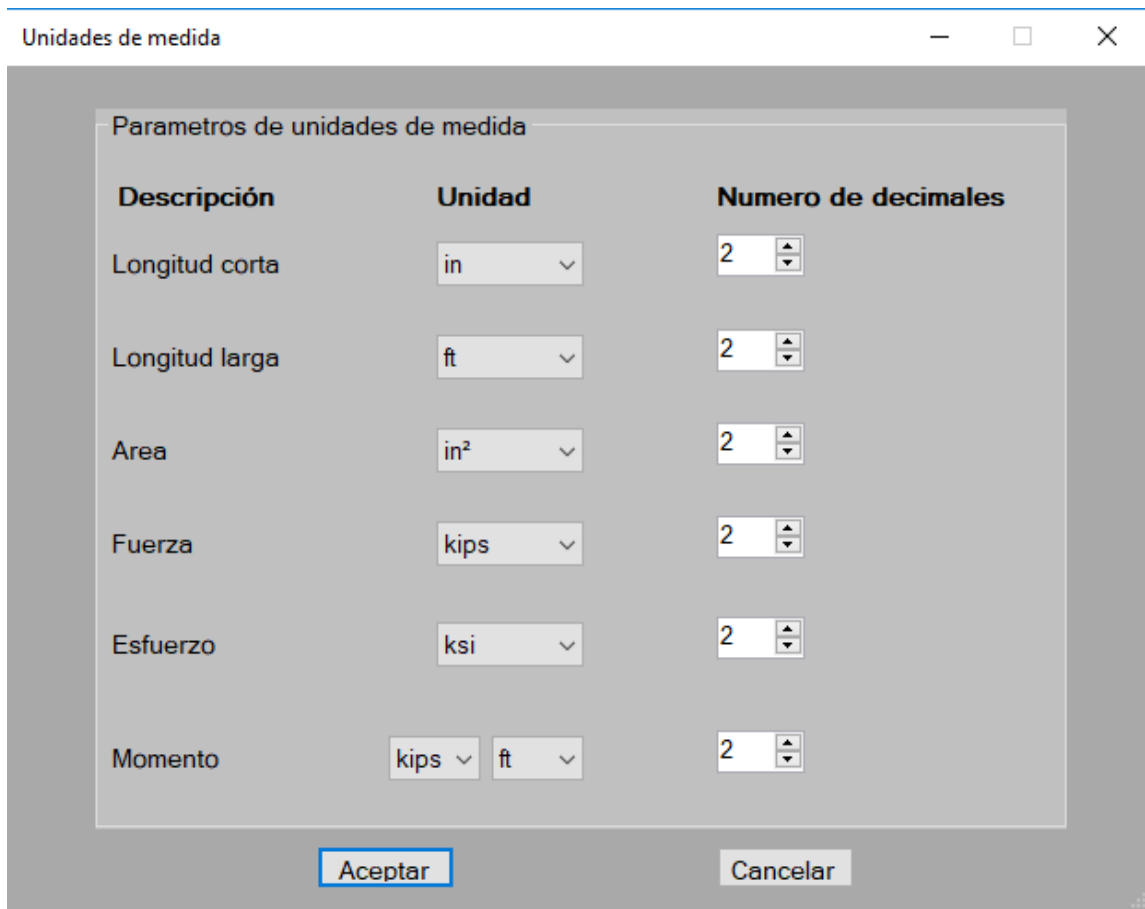 Unidades de medida
Parametros de unidades de medida
Descripción Unidad Numero de decimales
Longitud corta in 2
Longitud larga ft 2
Area in² 2
Fuerza kips 2
Esfuerzo ksi 2
Momento kips ft 2
Aceptar Cancelar